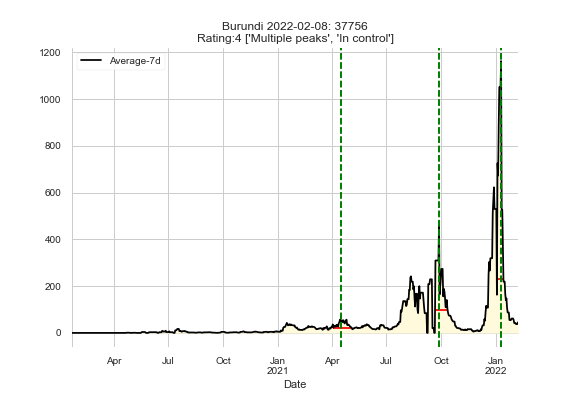 Burundi 2022-02-08: 37756
Rating:4 ['Multiple peaks', 'In control']
Average-7d
1200
1000
800
600
400
200
0
Apr Jul Oct Jan Apr Jul Oct Jan
2021 2022
Date